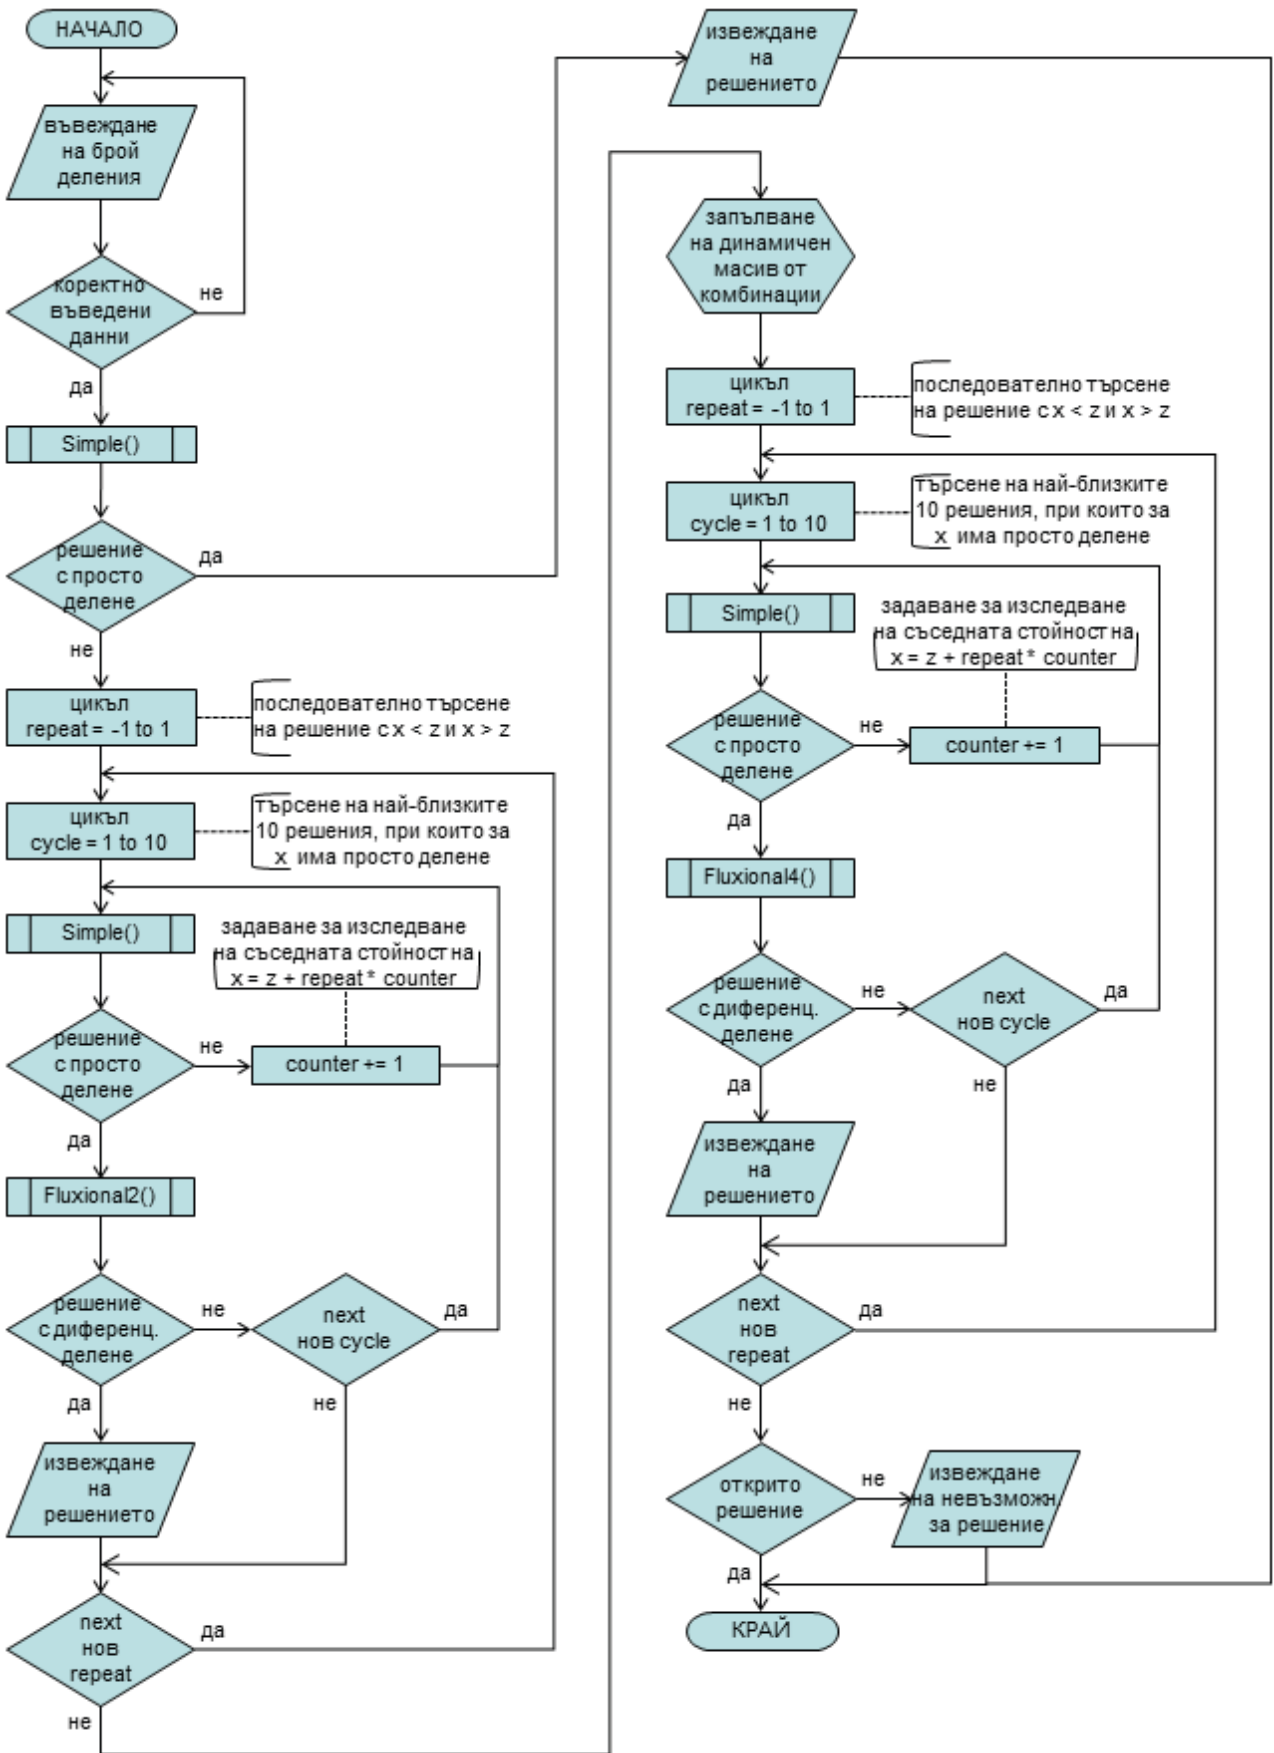 НАЧАЛО
въвеждане
на брой
деления
коректно
въведени
данни
не
да
Simple()
решение
с просто
делене
да
не
цикъл
repeat = -1 to 1
последователно търсене
на решение с x < z и x > z
цикъл
cycle = 1 to 10
търсене на най-близките
10 решения, при които за
x има просто делене
Simple()
задаване за изследване
на съседната стойност на
x = z + repeat * counter
решение
с просто
делене
не
counter += 1
да
Fluxional2()
решение
с диференц.
делене
не
next
нов cycle
да
да
не
извеждане
на
решението
next
нов
repeat
да
не
извеждане
на
решението
запълване
на динамичен
масив от
комбинации
цикъл
repeat = -1 to 1
последователно търсене
на решение с x < z и x > z
цикъл
cycle = 1 to 10
търсене на най-близките
10 решения, при които за
x има просто делене
Simple()
задаване за изследване
на съседната стойност на
x = z + repeat * counter
решение
с просто
делене
не
counter += 1
да
Fluxional4()
решение
с диференц.
делене
не
next
нов cycle
да
да
не
извеждане
на
решението
next
нов
repeat
да
не
открито
решение
не
извеждане
на невъзможн.
за решение
да
КРАЙ